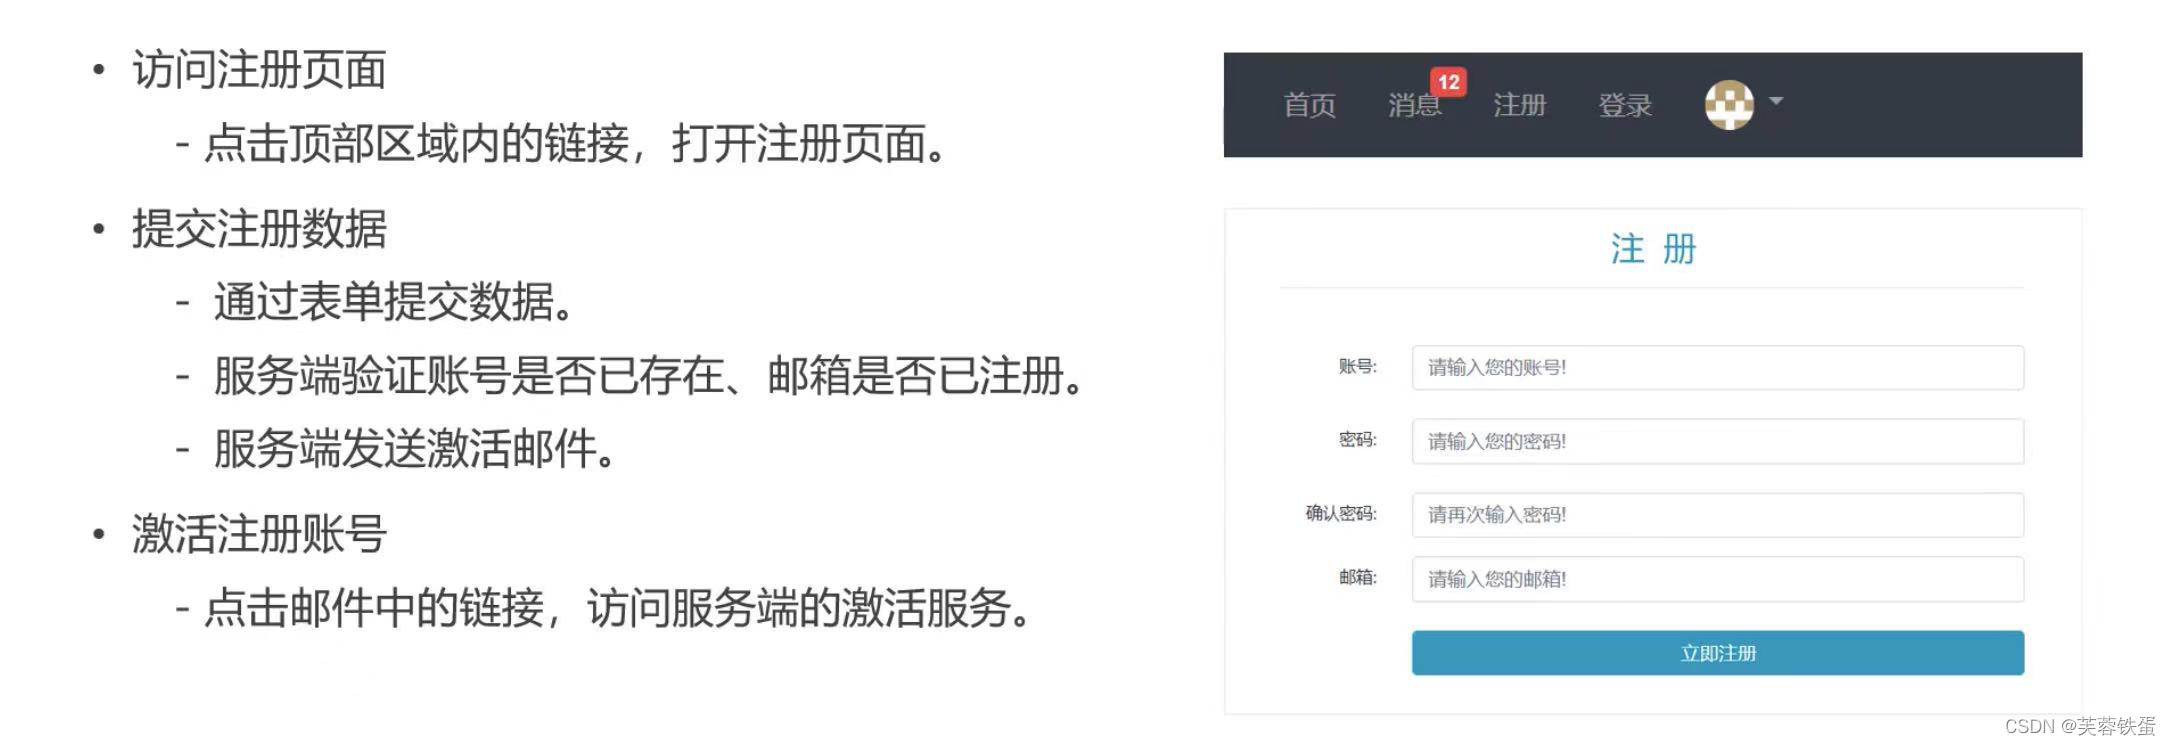 • 访问注册页面
- 点击顶部区域内的链接，打开注册页面。
• 提交注册数据
- 通过表单提交数据。
- 服务端验证账号是否已存在、邮箱是否已注册。
- 服务端发送激活邮件。
• 激活注册账号
- 点击邮件中的链接，访问服务端的激活服务。
首页 消息 12 注册 登录
注 册
账号: 请输入您的账号!
密码: 请输入您的密码!
确认密码: 请再次输入密码!
邮箱: 请输入您的邮箱!
立即注册
CSDN @芙蓉铁蛋